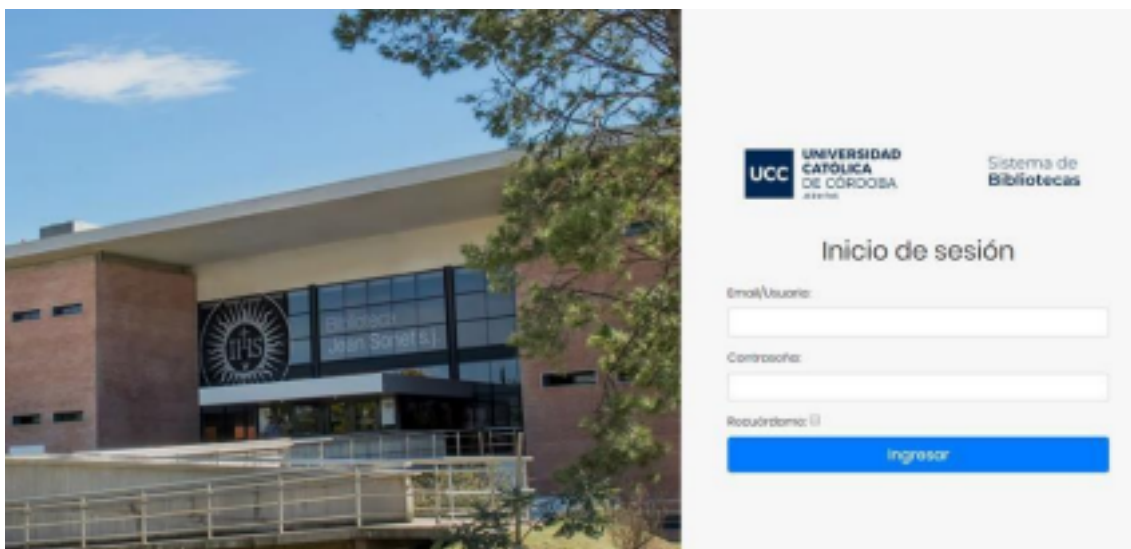 IHS
Biblioteca
Jean Sonet s.j.
UCC
UNIVERSIDAD
CATÓLICA
DE CÓRDOBA
Sistema de
Bibliotecas
Inicio de sesión
Email/Usuario:
Contraseña:
Recuérdame:
Ingresar